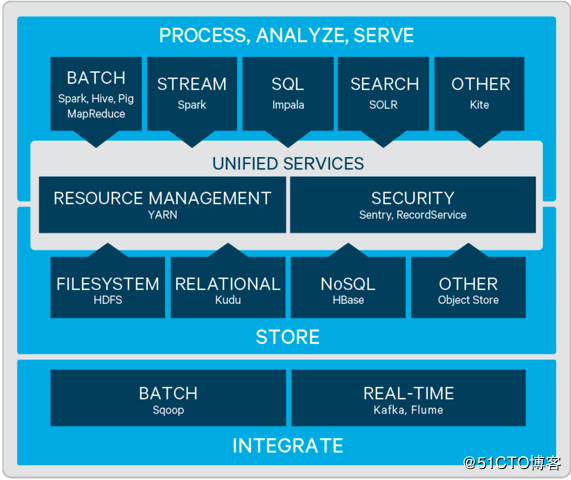 PROCESS, ANALYZE, SERVE
BATCH
Spark, Hive, Pig
MapReduce
STREAM
Spark
SQL
Impala
SEARCH
SOLR
OTHER
Kite
UNIFIED SERVICES
RESOURCE MANAGEMENT
YARN
SECURITY
Sentry, RecordService
FILESYSTEM
HDFS
RELATIONAL
Kudu
NoSQL
HBase
OTHER
Object Store
STORE
BATCH
Sqoop
REAL-TIME
Kafka, Flume
INTEGRATE
@51CTO博客